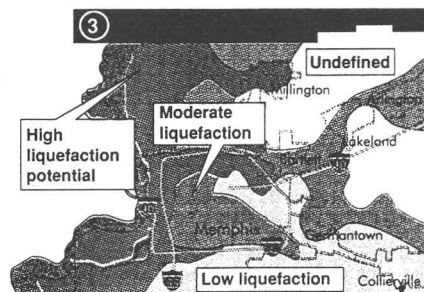 3
Undefined
Millington
Moderate
liquefaction
High
liquefaction
potential
Lakeland
Memphis
Germantown
Low liquefaction
Collierville